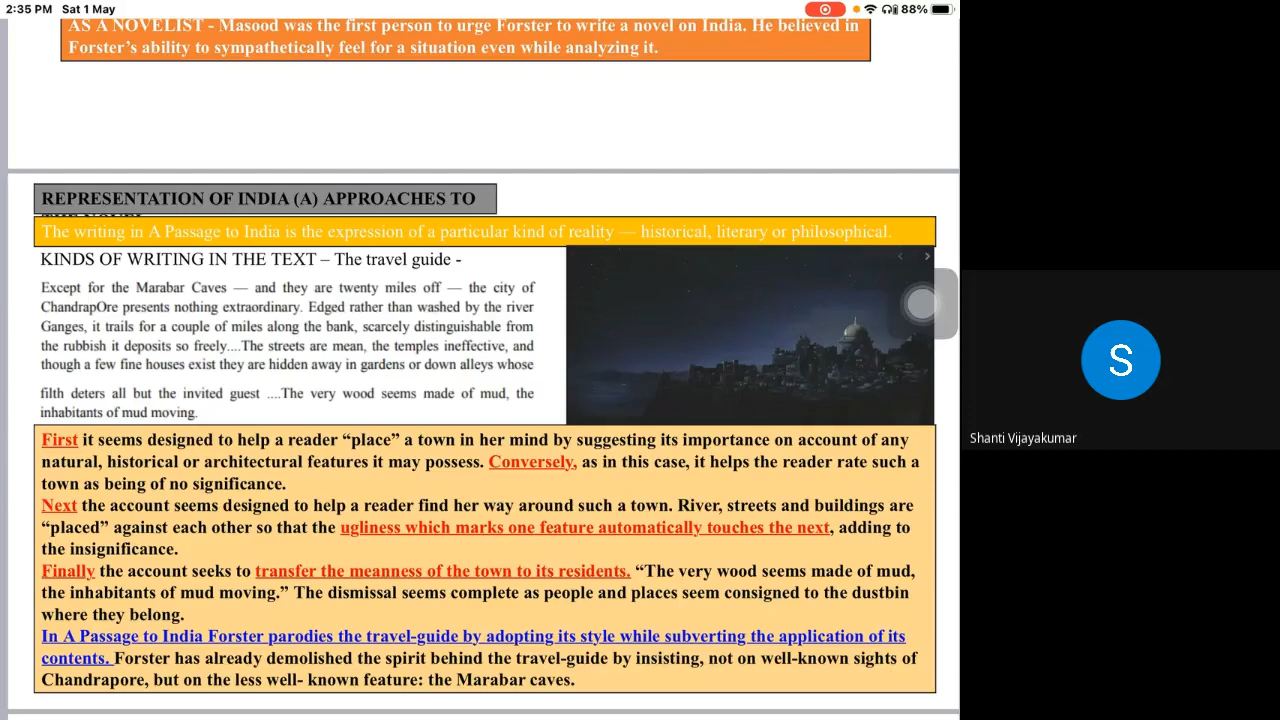 2:35 PM Sat 1 May
88%
AS A NOVELIST - Masood was the first person to urge Forster to write a novel on India. He believed in
Forster's ability to sympathetically feel for a situation even while analyzing it.
REPRESENTATION OF INDIA (A) APPROACHES TO
THE NOVEL
The writing in A Passage to India is the expression of a particular kind of reality — historical, literary or philosophical.
KINDS OF WRITING IN THE TEXT – The travel guide -
Except for the Marabar Caves — and they are twenty miles off — the city of
ChandrapOre presents nothing extraordinary. Edged rather than washed by the river
Ganges, it trails for a couple of miles along the bank, scarcely distinguishable from
the rubbish it deposits so freely....The streets are mean, the temples ineffective, and
though a few fine houses exist they are hidden away in gardens or down alleys whose
filth deters all but the invited guest ....The very wood seems made of mud, the
inhabitants of mud moving.
First it seems designed to help a reader “place” a town in her mind by suggesting its importance on account of any
natural, historical or architectural features it may possess. Conversely, as in this case, it helps the reader rate such a
town as being of no significance.
Next the account seems designed to help a reader find her way around such a town. River, streets and buildings are
“placed” against each other so that the ugliness which marks one feature automatically touches the next, adding to
the insignificance.
Finally the account seeks to transfer the meanness of the town to its residents. “The very wood seems made of mud,
the inhabitants of mud moving.” The dismissal seems complete as people and places seem consigned to the dustbin
where they belong.
In A Passage to India Forster parodies the travel-guide by adopting its style while subverting the application of its
contents. Forster has already demolished the spirit behind the travel-guide by insisting, not on well-known sights of
Chandrapore, but on the less well- known feature: the Marabar caves.
S
Shanti Vijayakumar